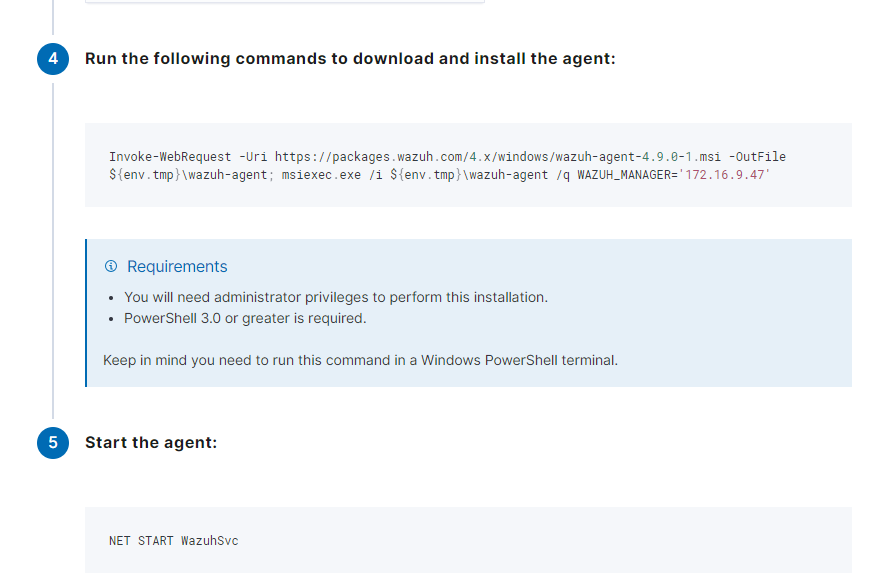 4 Run the following commands to download and install the agent:
Invoke-WebRequest -Uri https://packages.wazuh.com/4.x/windows/wazuh-agent-4.9.0-1.msi -OutFile
${env.tmp}\wazuh-agent; msiexec.exe /i ${env.tmp}\wazuh-agent /q WAZUH_MANAGER='172.16.9.47'
Requirements
• You will need administrator privileges to perform this installation.
• PowerShell 3.0 or greater is required.
Keep in mind you need to run this command in a Windows PowerShell terminal.
5 Start the agent:
NET START WazuhSvc